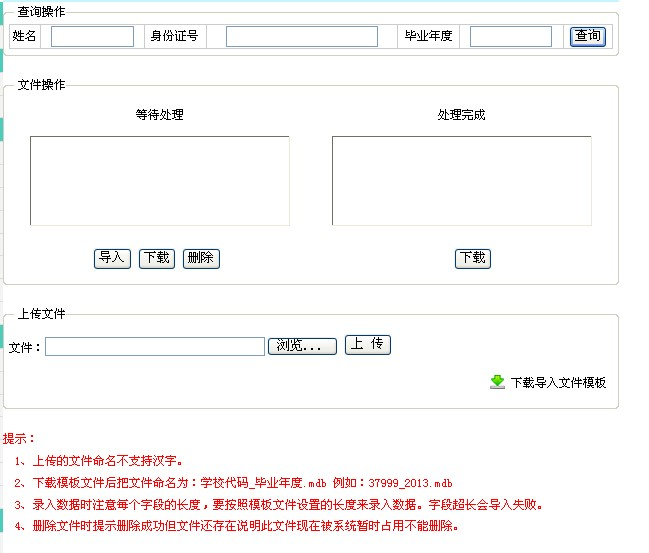 查询操作
姓名 身份证号 毕业年度 查询
文件操作
等待处理 处理完成
导入 下载 删除 下载
上传文件
文件： 浏览... 上 传
下载导入文件模板
提示：
1、上传的文件命名不支持汉字。
2、下载模板文件后把文件命名为：学校代码_毕业年度.mdb 例如：37999_2013.mdb
3、录入数据时注意每个字段的长度，要按照模板文件设置的长度来录入数据。字段超长会导入失败。
4、删除文件时提示删除成功但文件还存在说明此文件现在被系统暂时占用不能删除。